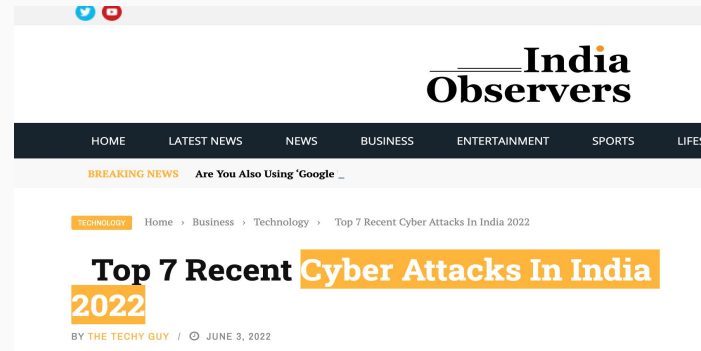 India
Observers
HOME LATEST NEWS NEWS BUSINESS ENTERTAINMENT SPORTS
BREAKING NEWS Are You Also Using ‘Google _
TECHNOLOGY Home › Business › Technology › Top 7 Recent Cyber Attacks In India 2022
Top 7 Recent Cyber Attacks In India
2022
BY THE TECHY GUY / JUNE 3, 2022